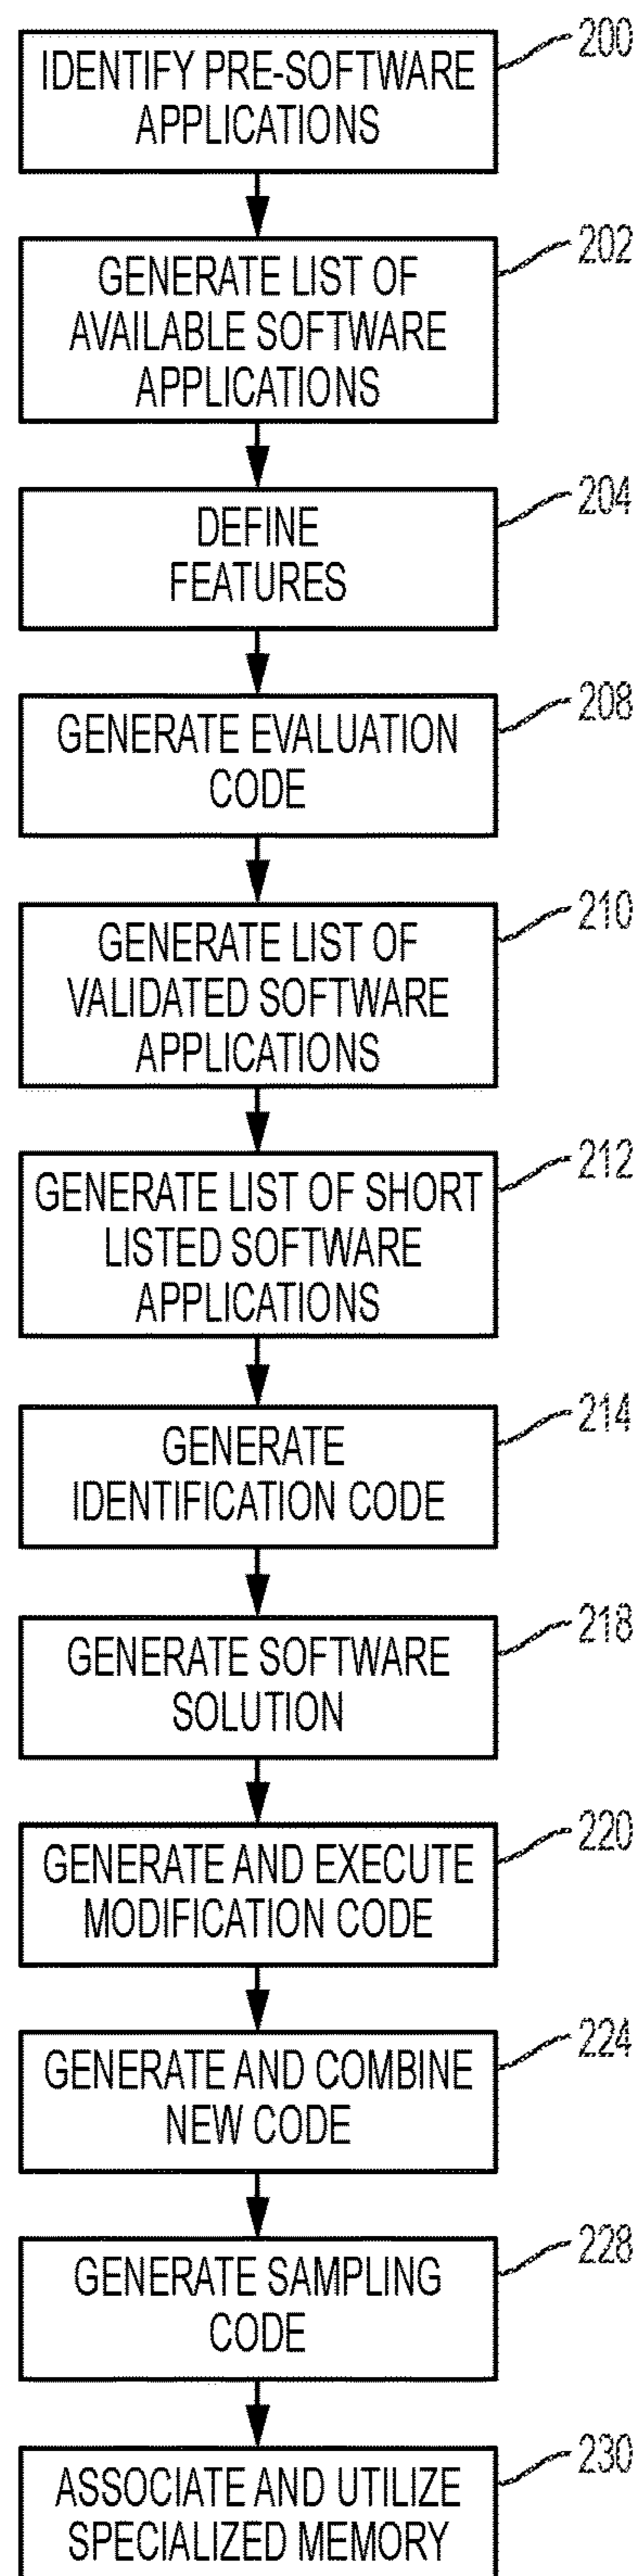 200
IDENTIFY PRE-SOFTWARE
APPLICATIONS
202
GENERATE LIST OF
AVAILABLE SOFTWARE
APPLICATIONS
204
DEFINE
FEATURES
208
GENERATE EVALUATION
CODE
210
GENERATE LIST OF
VALIDATED SOFTWARE
APPLICATIONS
212
GENERATE LIST OF SHORT
LISTED SOFTWARE
APPLICATIONS
214
GENERATE
IDENTIFICATION CODE
218
GENERATE SOFTWARE
SOLUTION
220
GENERATE AND EXECUTE
MODIFICATION CODE
224
GENERATE AND COMBINE
NEW CODE
228
GENERATE SAMPLING
CODE
230
ASSOCIATE AND UTILIZE
SPECIALIZED MEMORY